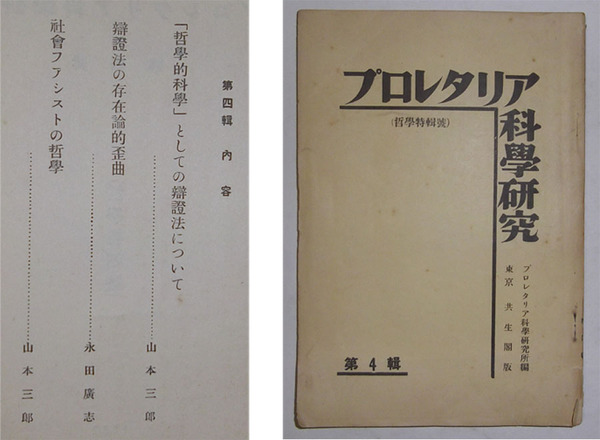 第四輯 內容
「哲學的科學」としての辯證法について
山本三郎
辯證法の存在論的歪曲
永田廣志
社會フアシストの哲學
山本三郎
プロレタリア
科學硏究
(哲學特輯號)
プロレタリア科學硏究所編
東京 共生閣版
第4輯